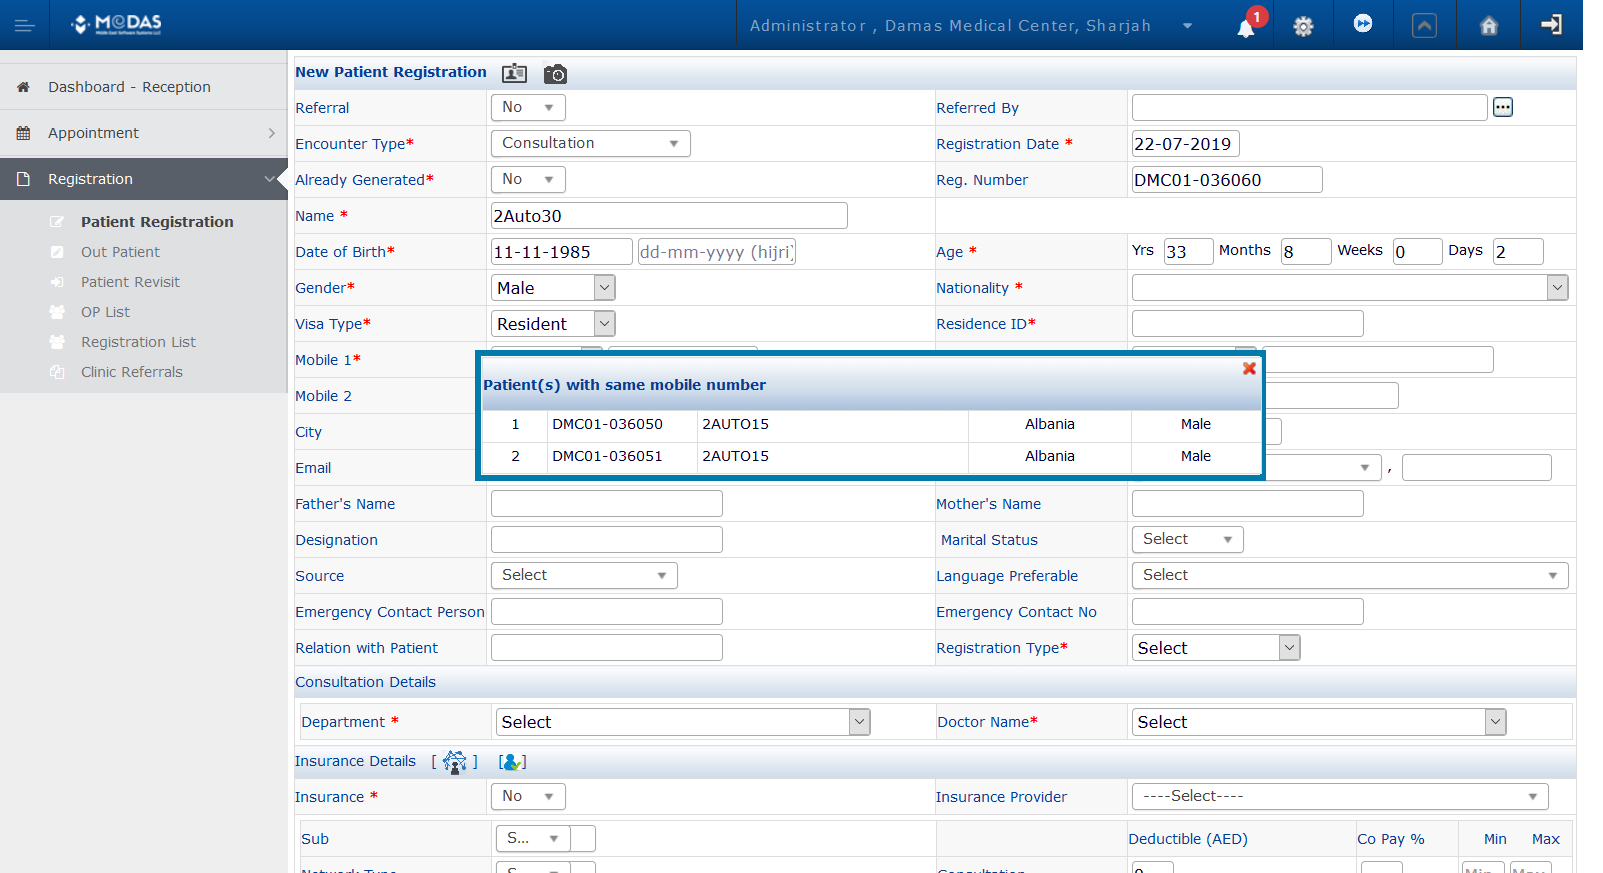 MEDAS
Middle East Software Systems LLC
Administrator , Damas Medical Center, Sharjah
1
Dashboard - Reception
Appointment
Registration
Patient Registration
Out Patient
Patient Revisit
OP List
Registration List
Clinic Referrals
New Patient Registration
Referral No Referred By
Encounter Type* Consultation Registration Date * 22-07-2019
Already Generated* No Reg. Number DMC01-036060
Name * 2Auto30
Date of Birth* 11-11-1985 dd-mm-yyyy (hijri) Age * Yrs 33 Months 8 Weeks 0 Days 2
Gender* Male Nationality *
Visa Type* Resident Residence ID*
Mobile 1*
Mobile 2
City
Email ,
Patient(s) with same mobile number
1 DMC01-036050 2AUTO15 Albania Male
2 DMC01-036051 2AUTO15 Albania Male
Father's Name Mother's Name
Designation Marital Status Select
Source Select Language Preferable Select
Emergency Contact Person Emergency Contact No
Relation with Patient Registration Type* Select
Consultation Details
Department * Select Doctor Name* Select
Insurance Details [ ] [ ]
Insurance * No Insurance Provider ----Select----
Sub S... Deductible (AED) Co Pay % Min Max
Network Type S... Consultation 0 Min Max